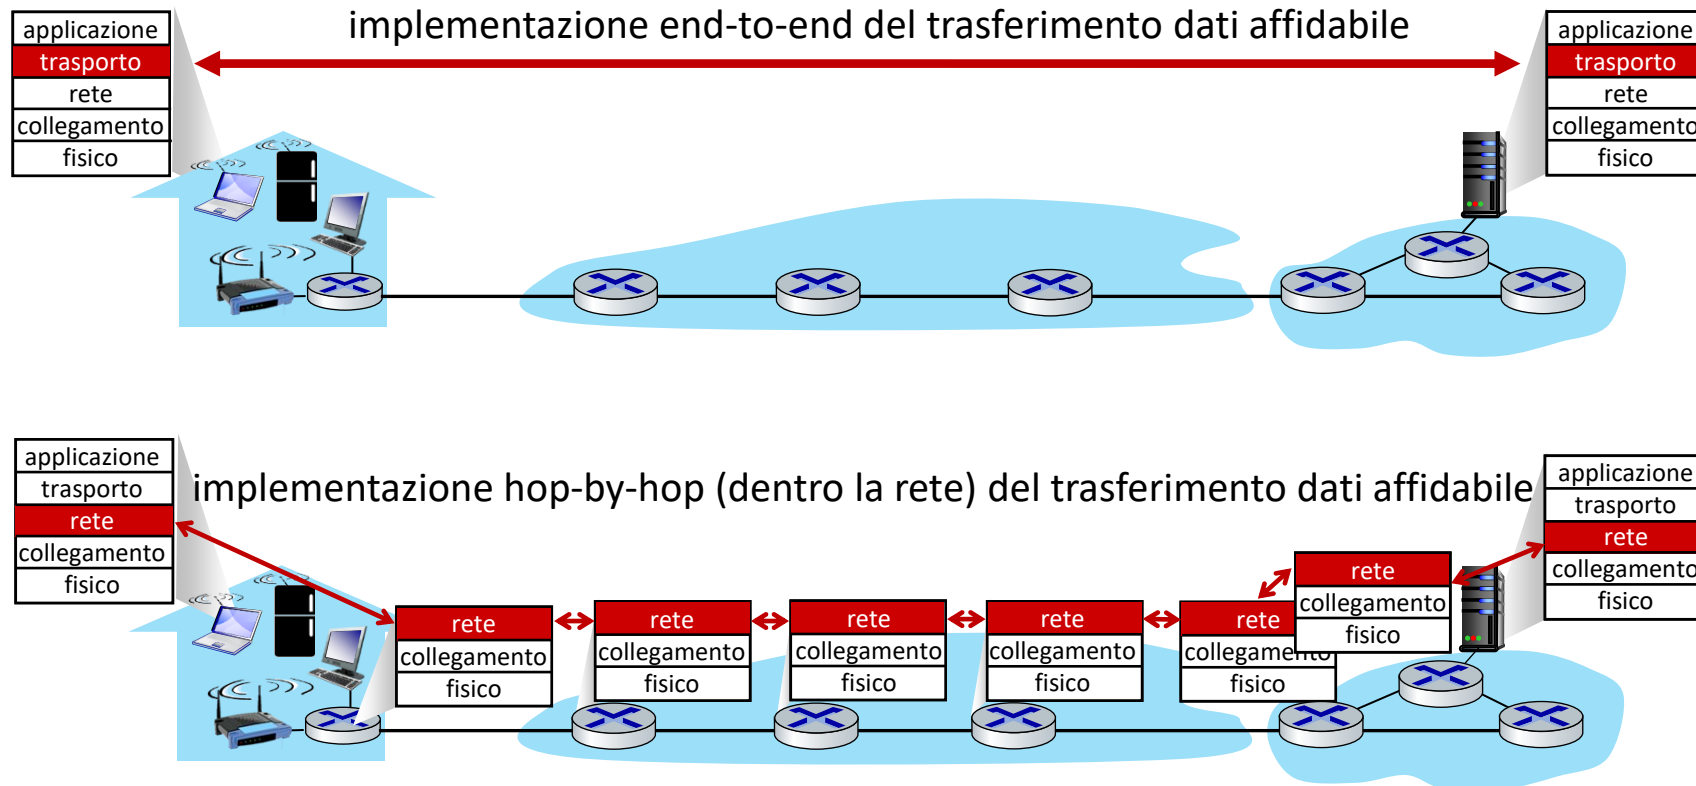 implementazione end-to-end del trasferimento dati affidabile
applicazione
trasporto
rete
collegamento
fisico
applicazione
trasporto
rete
collegamento
fisico
implementazione hop-by-hop (dentro la rete) del trasferimento dati affidabile
applicazione
trasporto
rete
collegamento
fisico
rete
collegamento
fisico
rete
collegamento
fisico
rete
collegamento
fisico
rete
collegamento
fisico
rete
collegamento
fisico
rete
collegamento
fisico
applicazione
trasporto
rete
collegamento
fisico